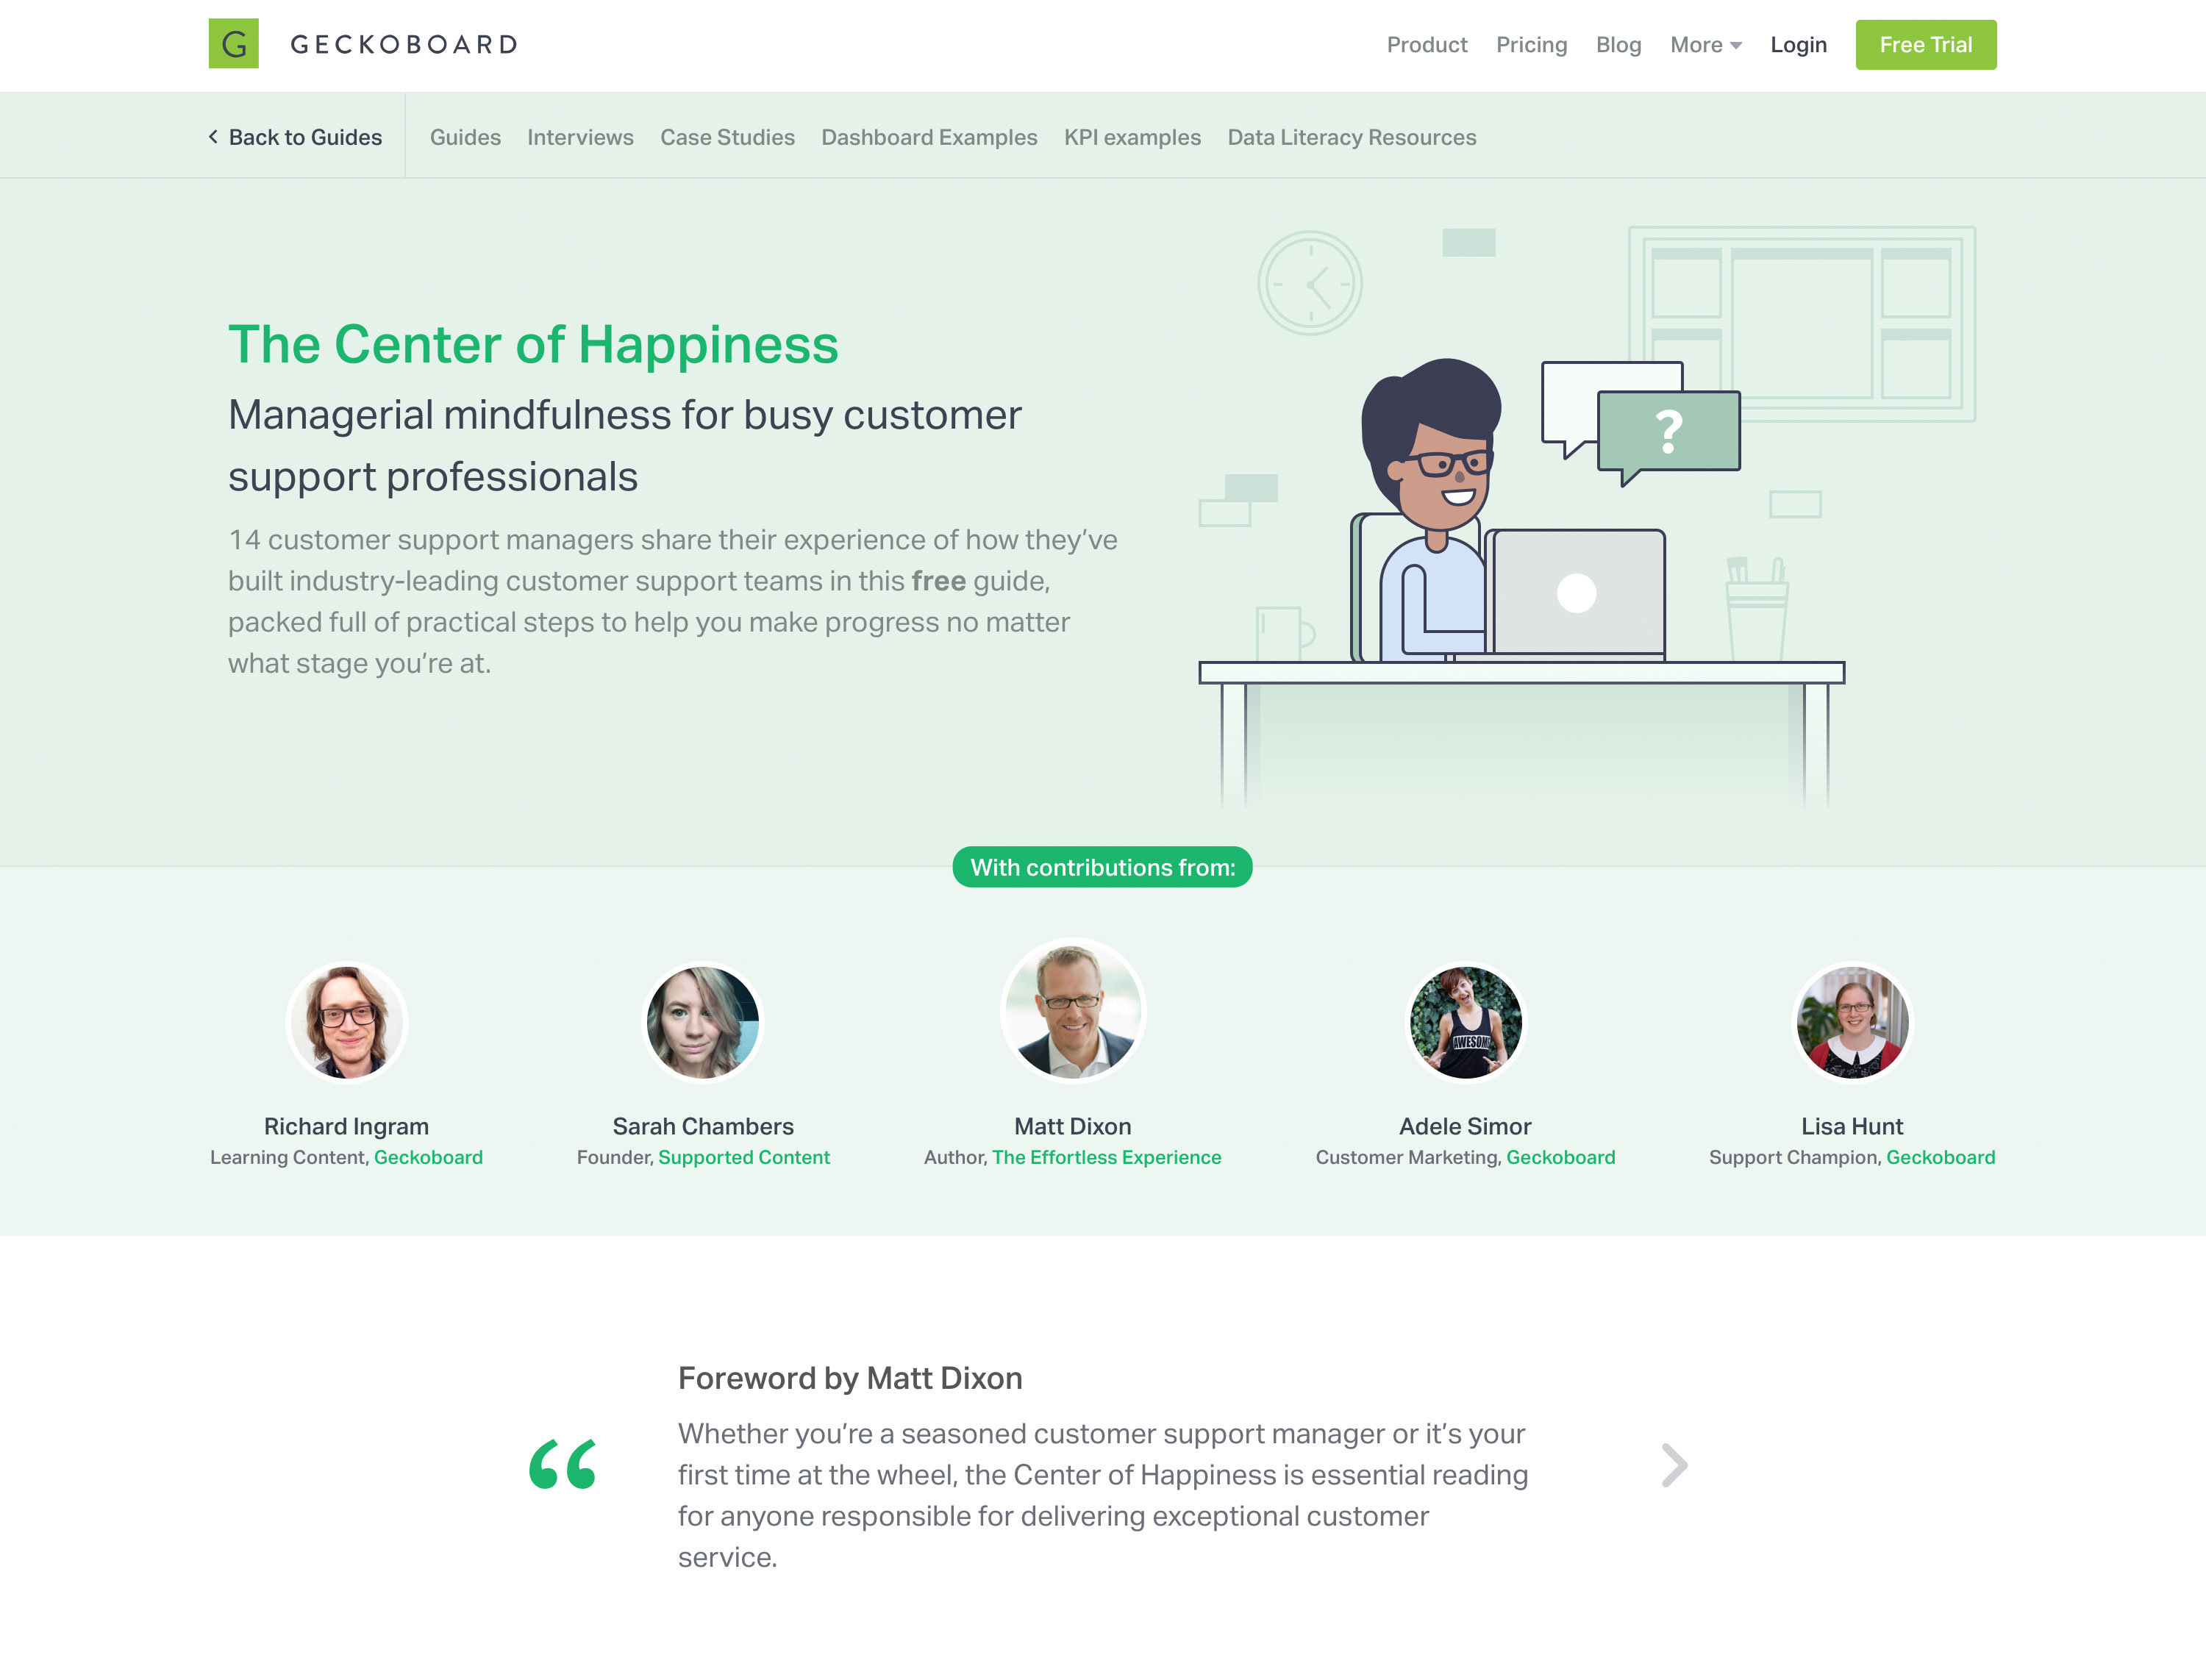 G GECKOBOARD
Product Pricing Blog More Login Free Trial
Back to Guides Guides Interviews Case Studies Dashboard Examples KPI examples Data Literacy Resources
The Center of Happiness
Managerial mindfulness for busy customer
support professionals
14 customer support managers share their experience of how they’ve
built industry-leading customer support teams in this free guide,
packed full of practical steps to help you make progress no matter
what stage you’re at.
?
With contributions from:
AWESOME
Richard Ingram
Learning Content, Geckoboard
Sarah Chambers
Founder, Supported Content
Matt Dixon
Author, The Effortless Experience
Adele Simor
Customer Marketing, Geckoboard
Lisa Hunt
Support Champion, Geckoboard
Foreword by Matt Dixon
“
Whether you’re a seasoned customer support manager or it’s your
first time at the wheel, the Center of Happiness is essential reading
for anyone responsible for delivering exceptional customer
service.